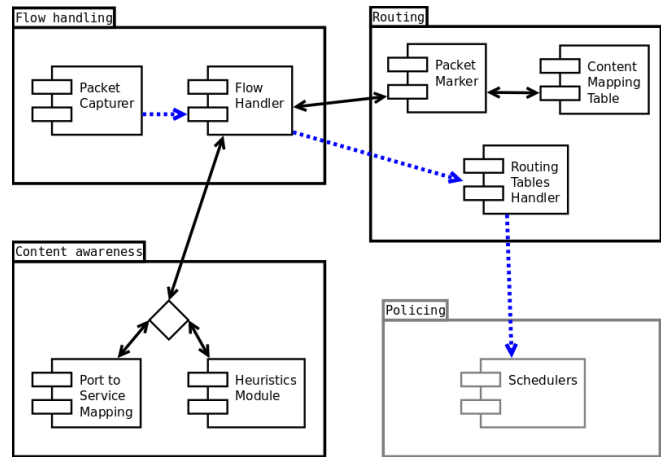 Flow handling
Packet
Capturer
Flow
Handler
Routing
Packet
Marker
Content
Mapping
Table
Routing
Tables
Handler
Content awareness
Port to
Service
Mapping
Heuristics
Module
Policing
Schedulers